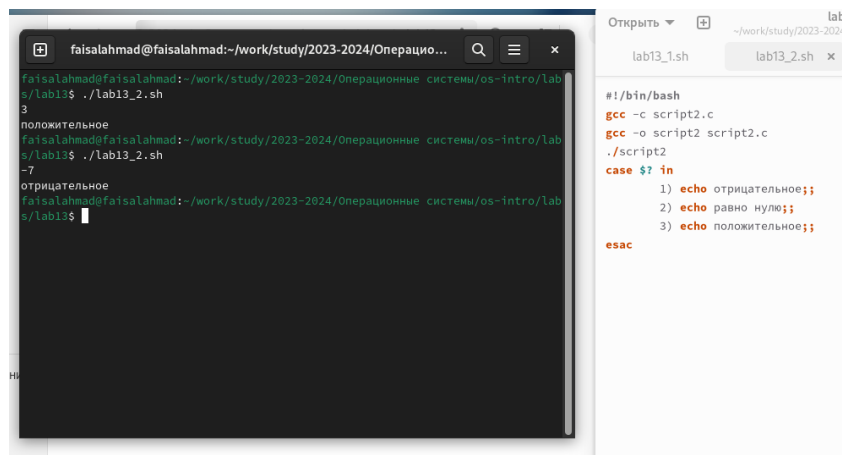 faisalahmad@faisalahmad:~/work/study/2023-2024/Операцио...
faisalahmad@faisalahmad:~/work/study/2023-2024/Операционные системы/os-intro/lab
s/lab13$ ./lab13_2.sh
3
положительное
faisalahmad@faisalahmad:~/work/study/2023-2024/Операционные системы/os-intro/lab
s/lab13$ ./lab13_2.sh
-7
отрицательное
faisalahmad@faisalahmad:~/work/study/2023-2024/Операционные системы/os-intro/lab
s/lab13$
Открыть
lab
~/work/study/2023-202
lab13_1.sh
lab13_2.sh
#!/bin/bash
gcc -c script2.c
gcc -o script2 script2.c
./script2
case $? in
1) echo отрицательное;;
2) echo равно нулю;;
3) echo положительное;;
esac